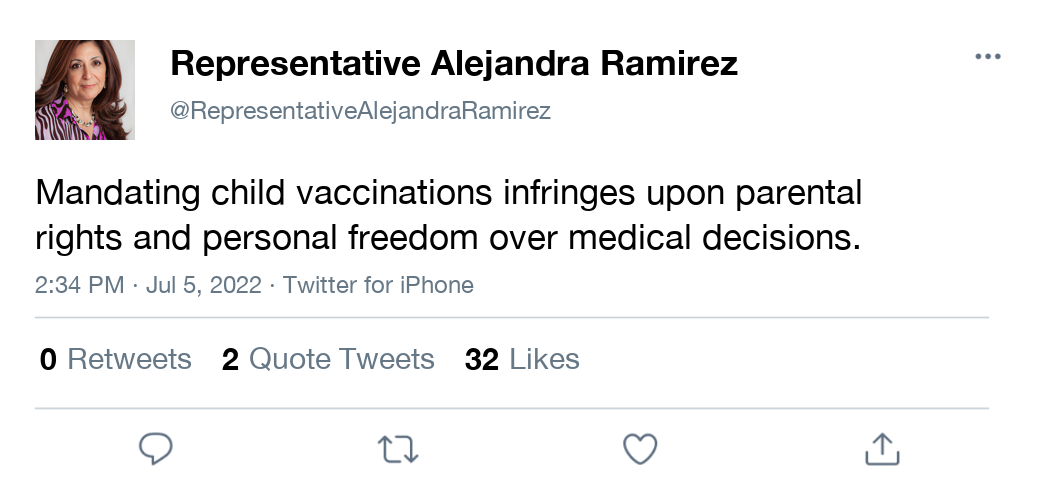 Representative Alejandra Ramirez
@RepresentativeAlejandraRamirez
Mandating child vaccinations infringes upon parental
rights and personal freedom over medical decisions.
2:34 PM · Jul 5, 2022 · Twitter for iPhone
0 Retweets 2 Quote Tweets 32 Likes